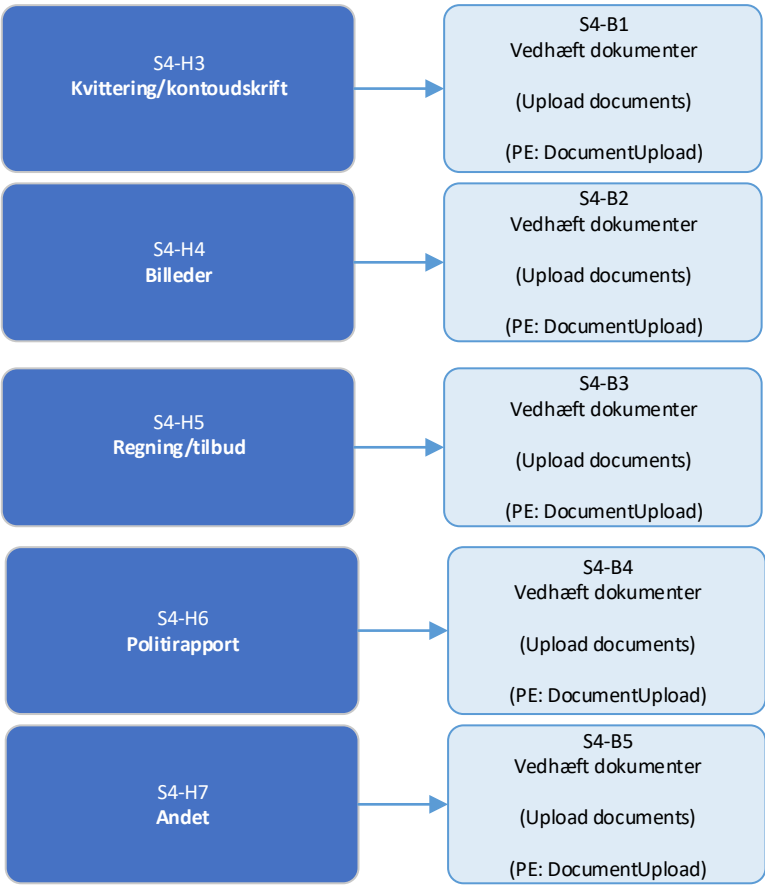 S4-H3
Kvittering/kontoudskrift
S4-B1
Vedhæft dokumenter
(Upload documents)
(PE: DocumentUpload)
S4-H4
Billeder
S4-B2
Vedhæft dokumenter
(Upload documents)
(PE: DocumentUpload)
S4-H5
Regning/tilbud
S4-B3
Vedhæft dokumenter
(Upload documents)
(PE: DocumentUpload)
S4-H6
Politirapport
S4-B4
Vedhæft dokumenter
(Upload documents)
(PE: DocumentUpload)
S4-H7
Andet
S4-B5
Vedhæft dokumenter
(Upload documents)
(PE: DocumentUpload)